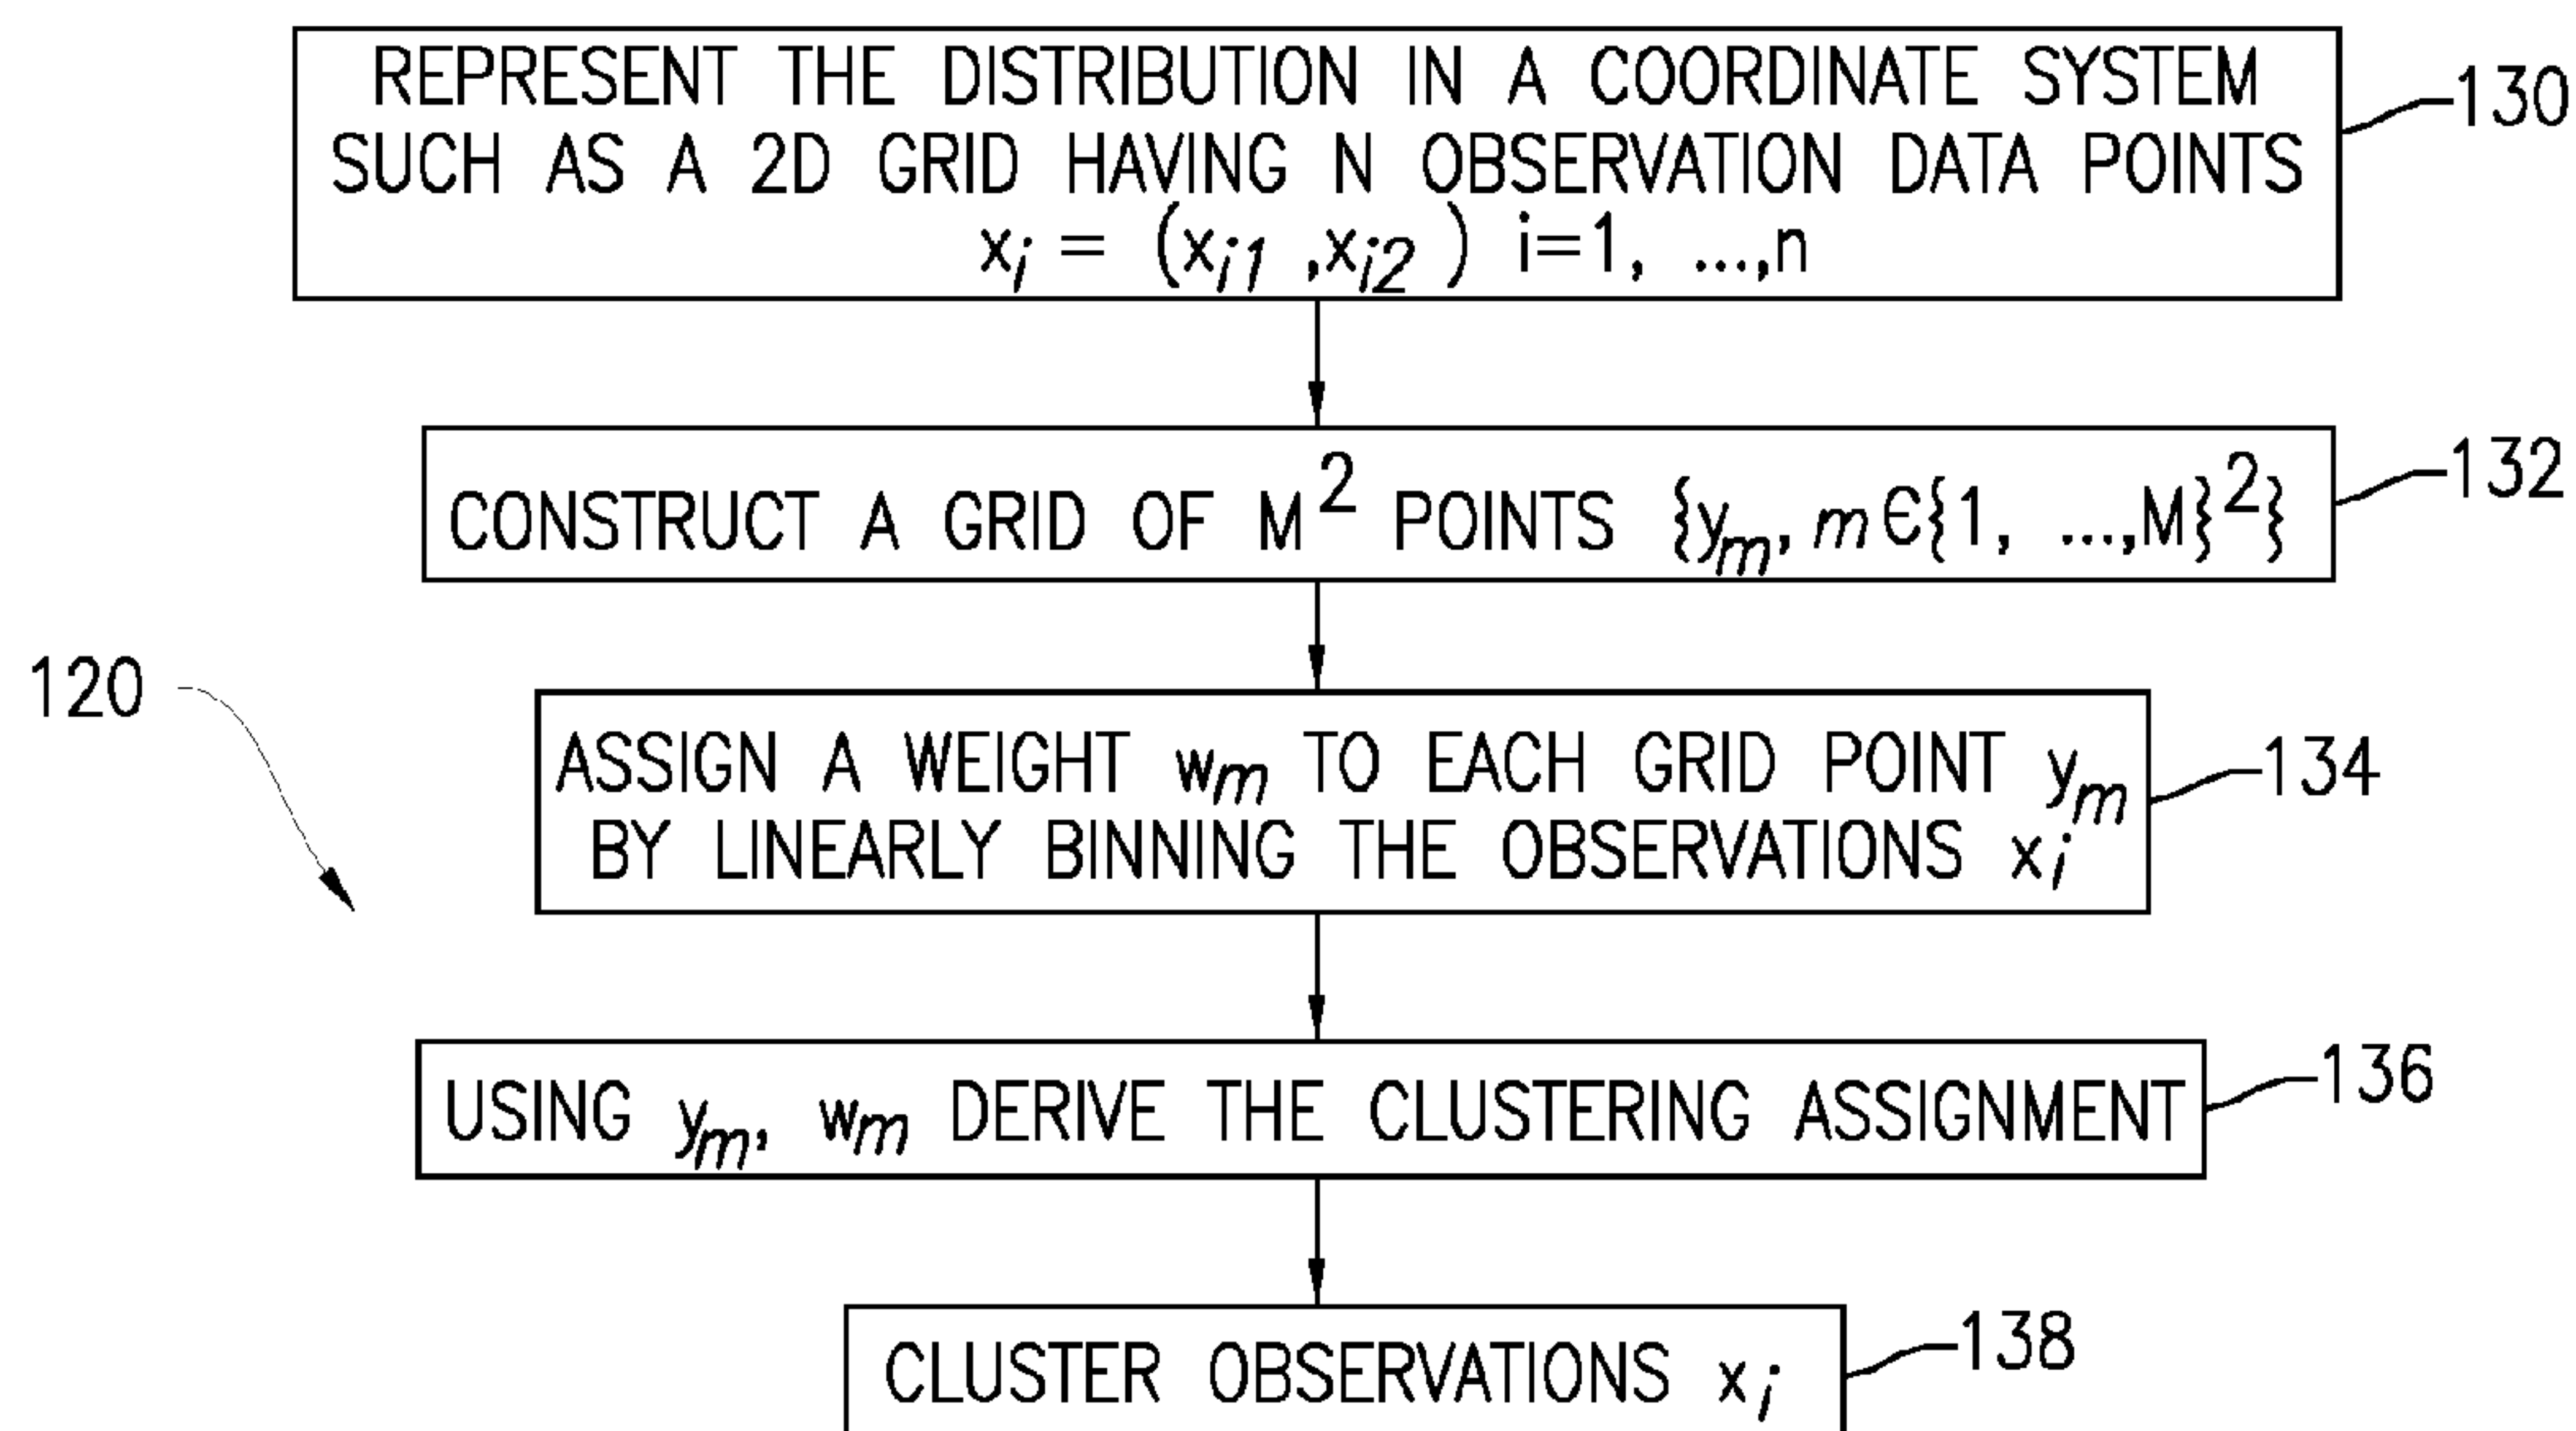 REPRESENT THE DISTRIBUTION IN A COORDINATE SYSTEM
SUCH AS A 2D GRID HAVING N OBSERVATION DATA POINTS
xᵢ = (xᵢ₁ ,xᵢ₂ ) i=1, ...,n
130
CONSTRUCT A GRID OF M² POINTS {yₘ, m Є{1, ...,M}²}
132
120
ASSIGN A WEIGHT wₘ TO EACH GRID POINT yₘ
BY LINEARLY BINNING THE OBSERVATIONS xᵢ
134
USING yₘ, wₘ DERIVE THE CLUSTERING ASSIGNMENT
136
CLUSTER OBSERVATIONS xᵢ
138